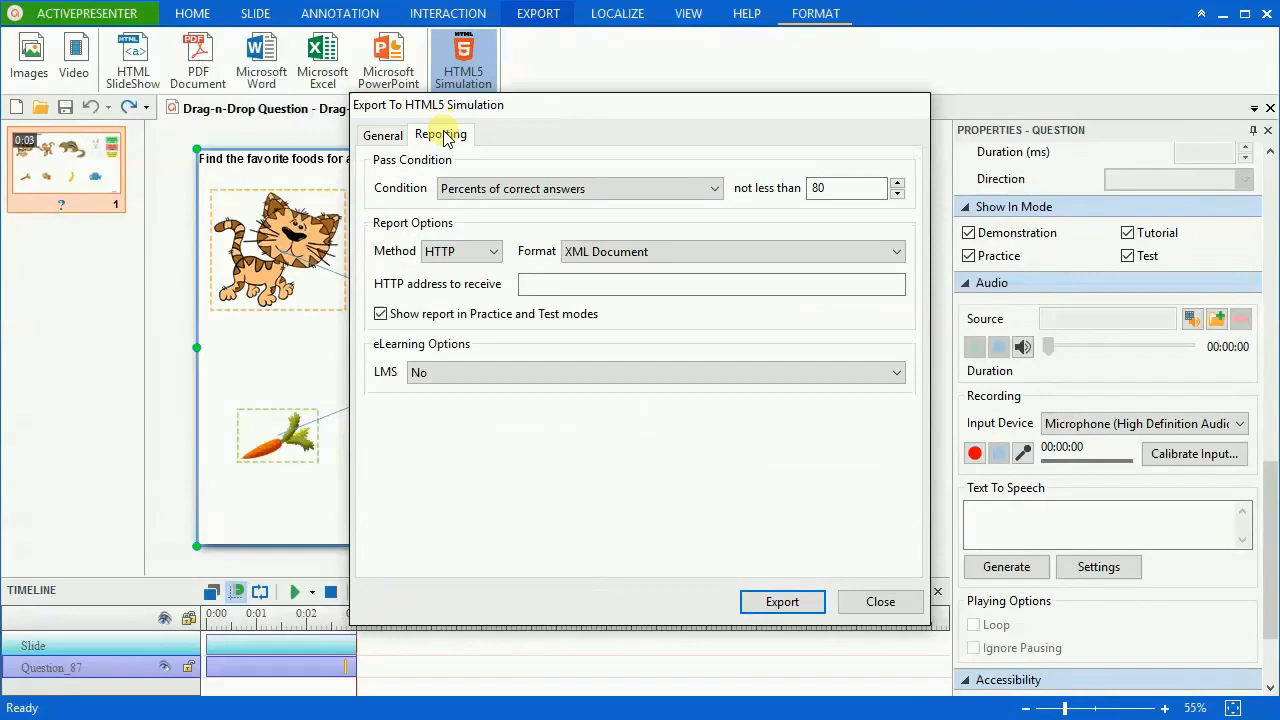 ACTIVEPRESENTER HOME SLIDE ANNOTATION INTERACTION EXPORT LOCALIZE VIEW HELP FORMAT
Images Video HTML SlideShow PDF Document Microsoft Word Microsoft Excel Microsoft PowerPoint HTML5 Simulation
<a>
PDF
5
Drag-n-Drop Question - Drag-
0:03
? 1
Find the favorite foods for a
Export To HTML5 Simulation
General Reporting
Pass Condition
Condition Percents of correct answers not less than 80
Report Options
Method HTTP Format XML Document
HTTP address to receive
Show report in Practice and Test modes
eLearning Options
LMS No
Export Close
PROPERTIES - QUESTION
Duration (ms)
Direction
Show In Mode
Demonstration Tutorial
Practice Test
Audio
Source
00:00:00
Duration
Recording
Input Device Microphone (High Definition Audic
00:00:00 Calibrate Input...
Text To Speech
Generate Settings
Playing Options
Loop
Ignore Pausing
Accessibility
TIMELINE
0:00 0:01 0:02
Slide
Question_87
Ready 55%